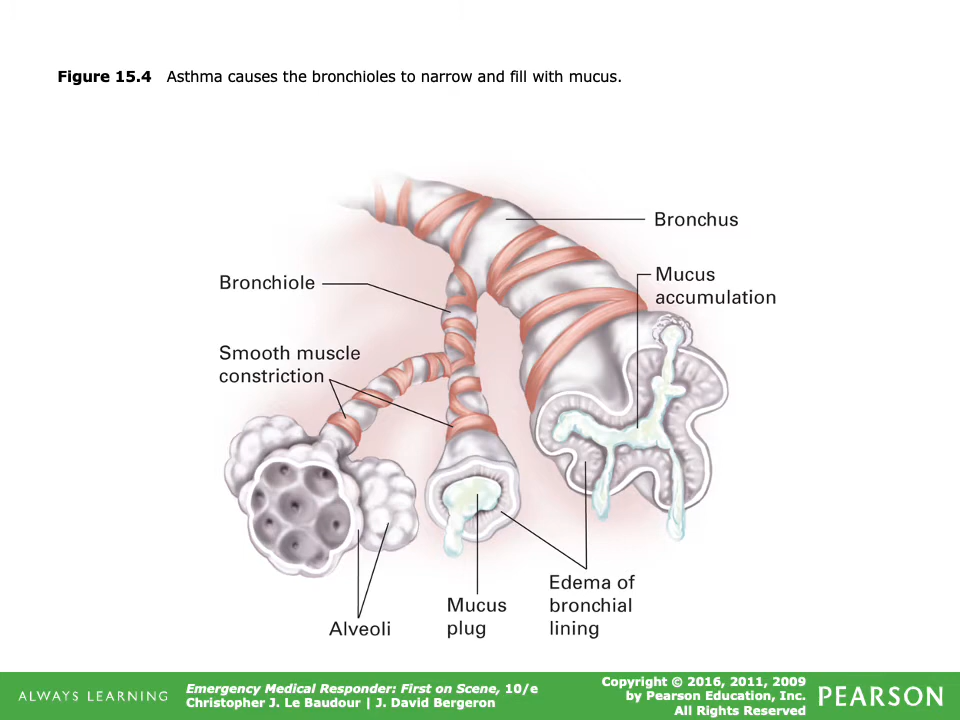 Figure 15.4 Asthma causes the bronchioles to narrow and fill with mucus.
Bronchus
Mucus
accumulation
Bronchiole
Smooth muscle
constriction
Edema of
bronchial
lining
Mucus
plug
Alveoli
ALWAYS LEARNING
Emergency Medical Responder: First on Scene, 10/e
Christopher J. Le Baudour | J. David Bergeron
Copyright © 2016, 2011, 2009
by Pearson Education, Inc.
All Rights Reserved
PEARSON